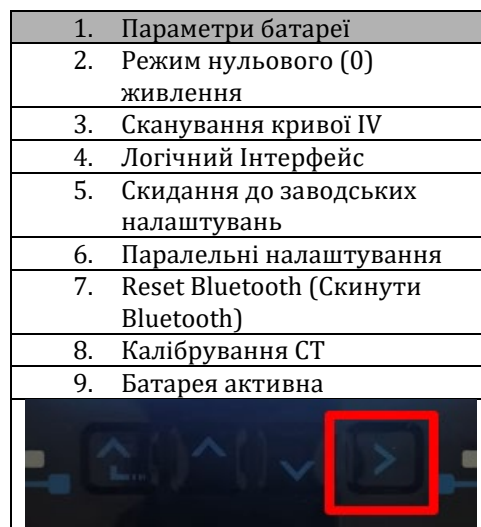 1. Параметри батареї
2. Режим нульового (0)
живлення
3. Сканування кривої IV
4. Логічний Інтерфейс
5. Скидання до заводських
налаштувань
6. Паралельні налаштування
7. Reset Bluetooth (Скинути
Bluetooth)
8. Калібрування СТ
9. Батарея активна